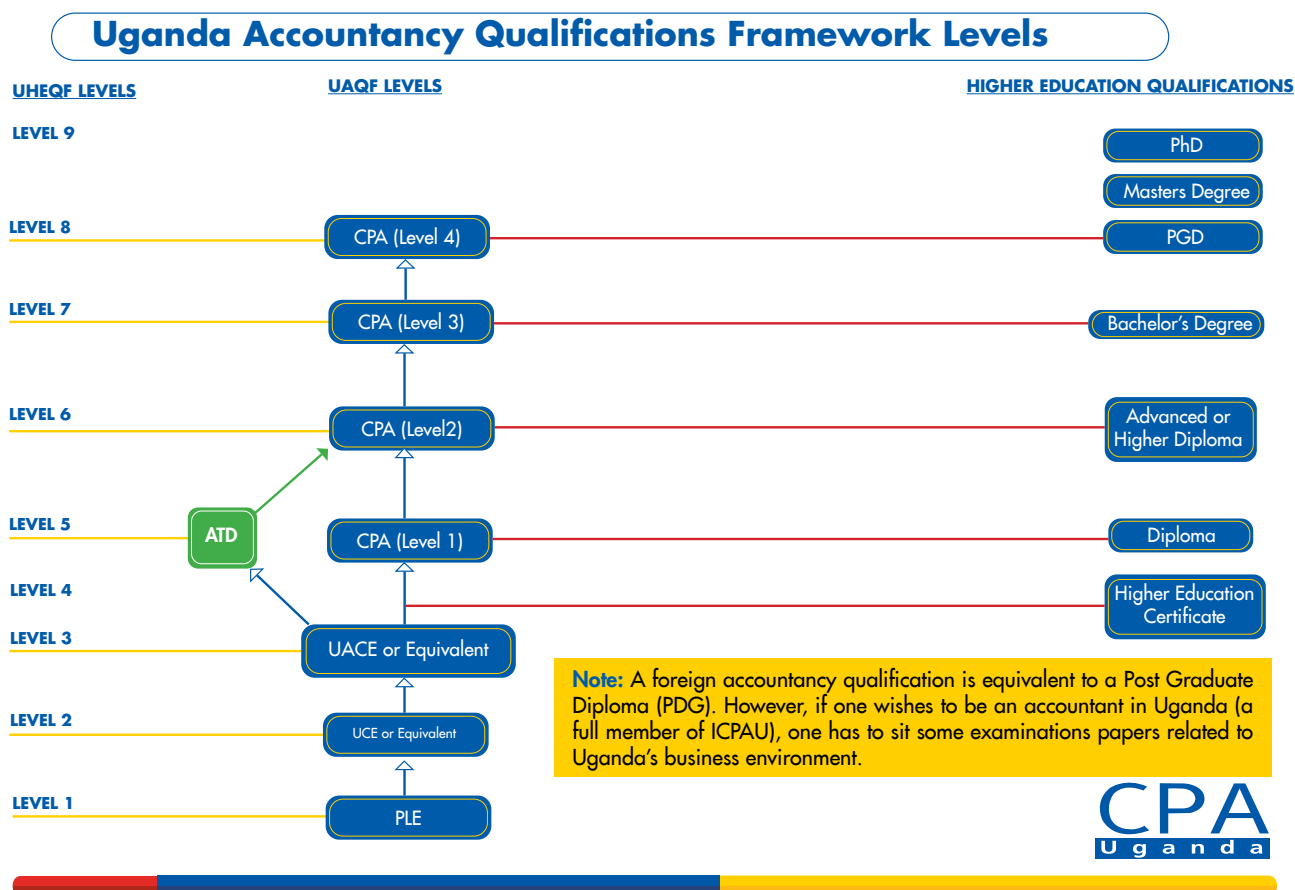 Uganda Accountancy Qualifications Framework Levels
UHEQF LEVELS
UAQF LEVELS
HIGHER EDUCATION QUALIFICATIONS
LEVEL 9
PhD
Masters Degree
LEVEL 8
CPA (Level 4)
PGD
LEVEL 7
CPA (Level 3)
Bachelor's Degree
LEVEL 6
CPA (Level2)
Advanced or
Higher Diploma
LEVEL 5
ATD
CPA (Level 1)
Diploma
LEVEL 4
Higher Education
Certificate
LEVEL 3
UACE or Equivalent
Note: A foreign accountancy qualification is equivalent to a Post Graduate
Diploma (PDG). However, if one wishes to be an accountant in Uganda (a
full member of ICPAU), one has to sit some examinations papers related to
Uganda's business environment.
LEVEL 2
UCE or Equivalent
LEVEL 1
PLE
CPA
Uganda